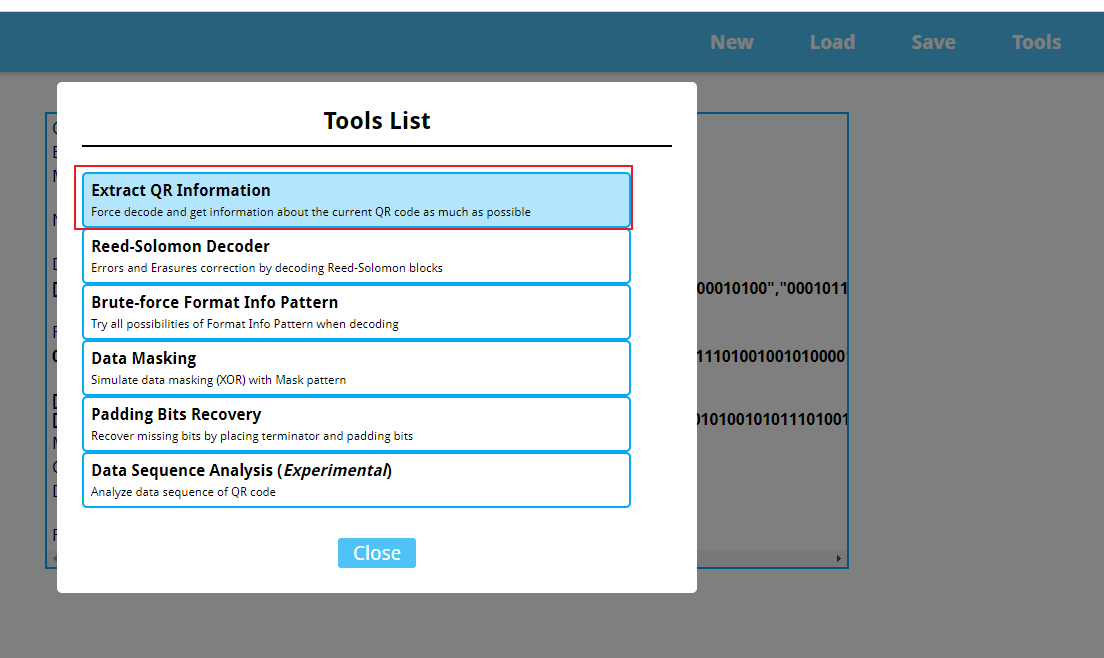 New Load Save Tools
Tools List
Extract QR Information
Force decode and get information about the current QR code as much as possible
Reed-Solomon Decoder
Errors and Erasures correction by decoding Reed-Solomon blocks
00010100","0001011
Brute-force Format Info Pattern
Try all possibilities of Format Info Pattern when decoding
Data Masking
11101001001010000
Simulate data masking (XOR) with Mask pattern
Padding Bits Recovery
10100101011101001
Recover missing bits by placing terminator and padding bits
Data Sequence Analysis (Experimental)
Analyze data sequence of QR code
Close